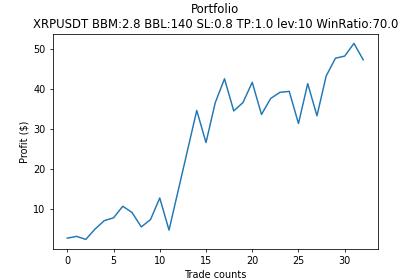 Portfolio
XRPUSDT BBM:2.8 BBL:140 SL:0.8 TP:1.0 lev:10 WinRatio:70.0
50
40
30
20
10
Profit ($)
0 5 10 15 20 25 30
Trade counts